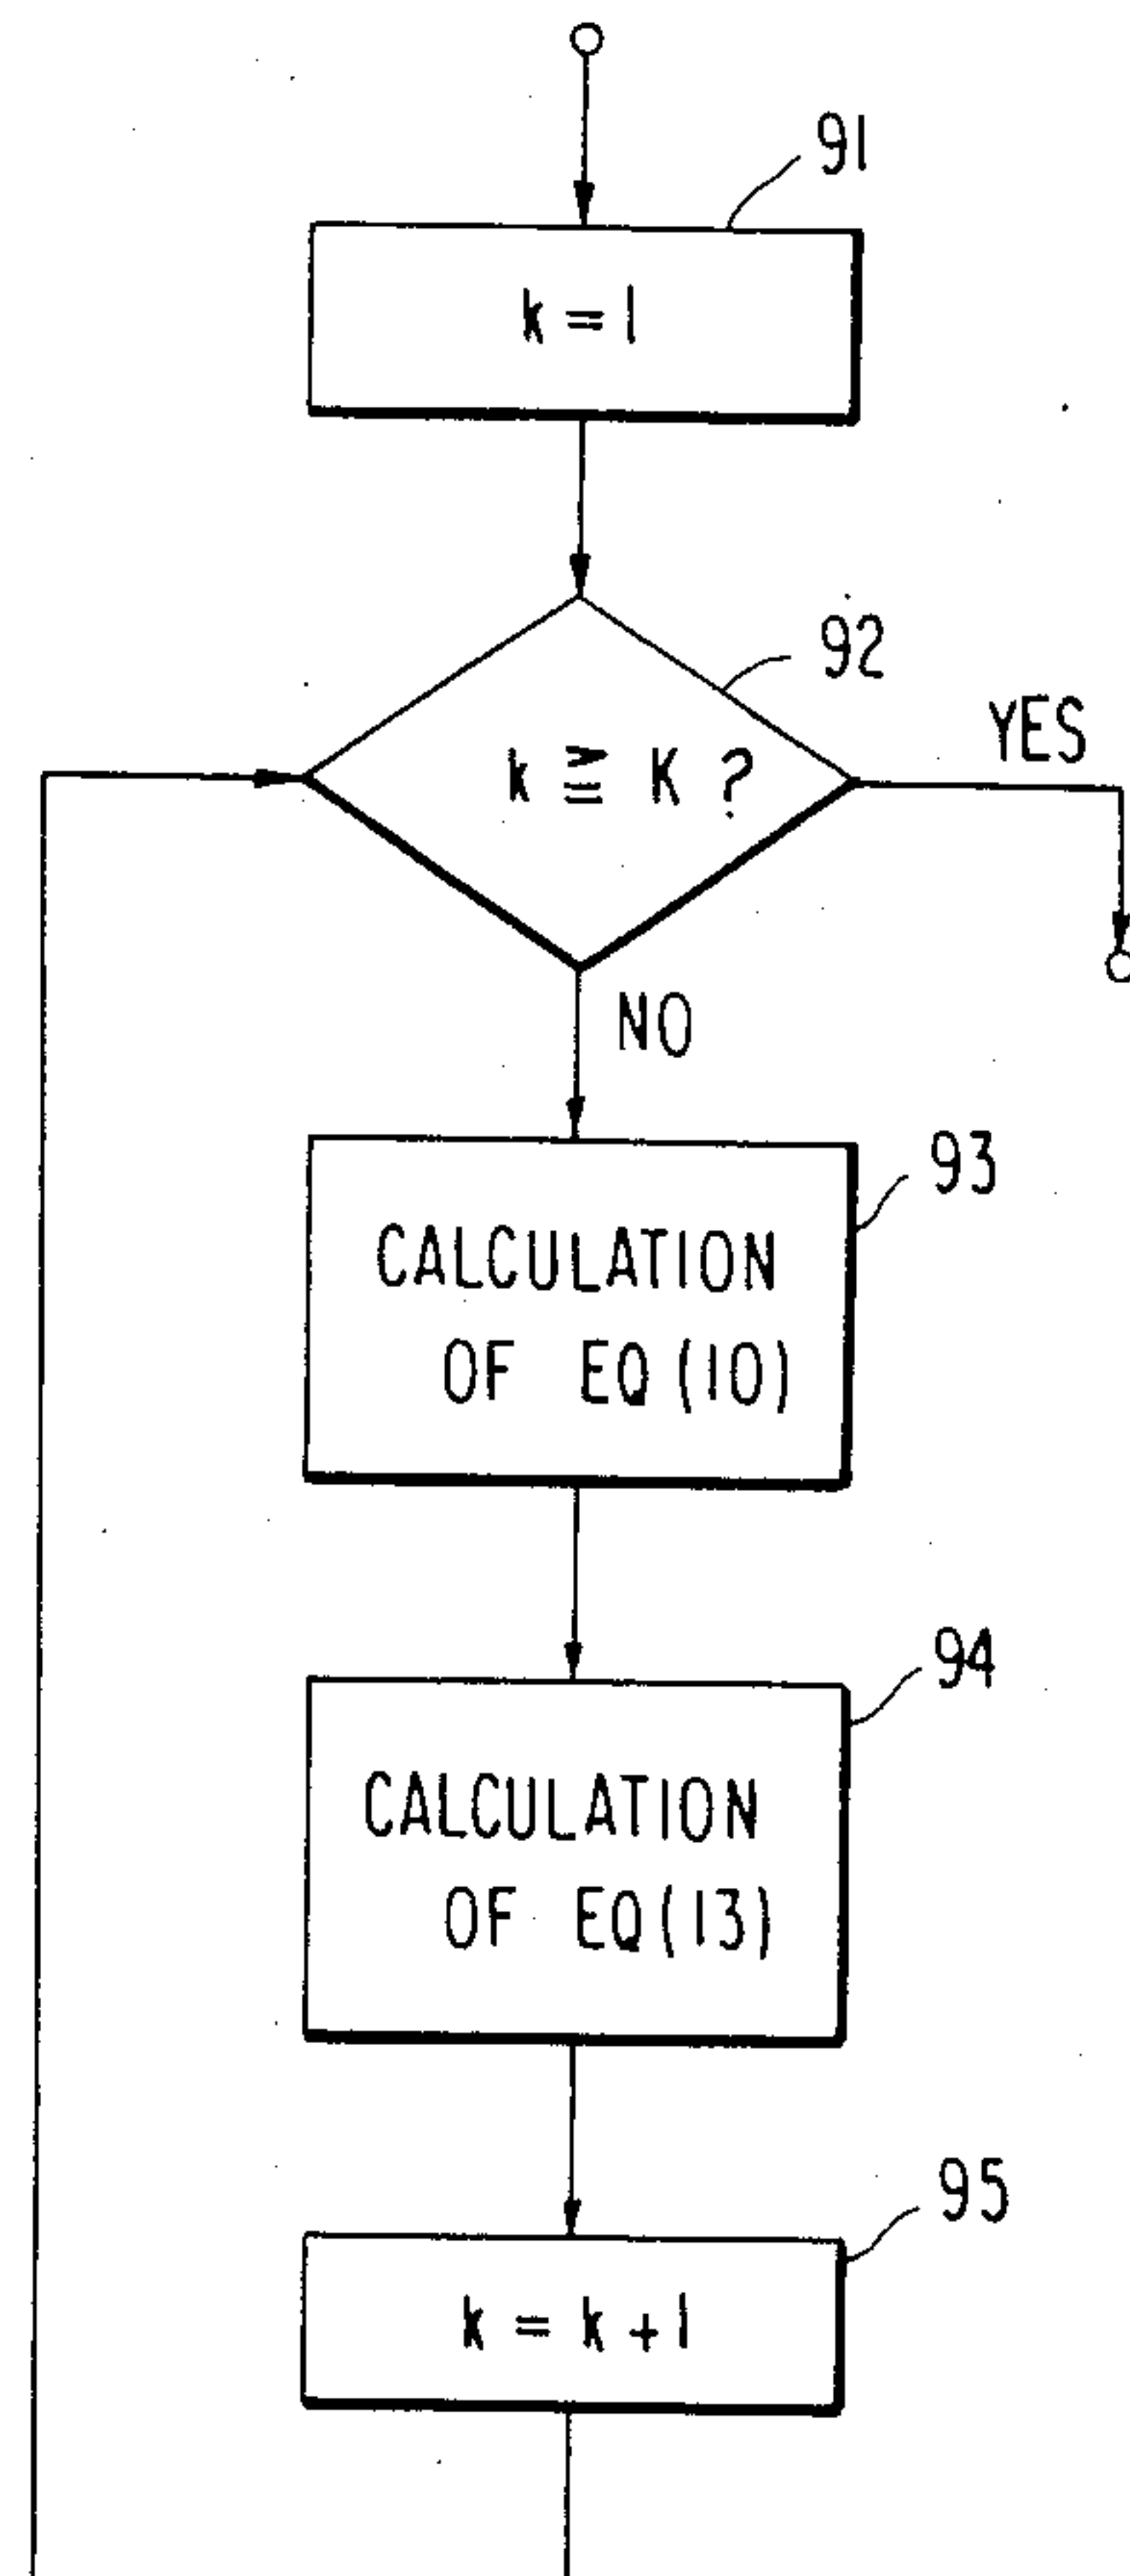 91
k = 1
92
k ≧ K ?
YES
NO
93
CALCULATION
OF EQ(10)
94
CALCULATION
OF EQ(13)
95
k = k + 1